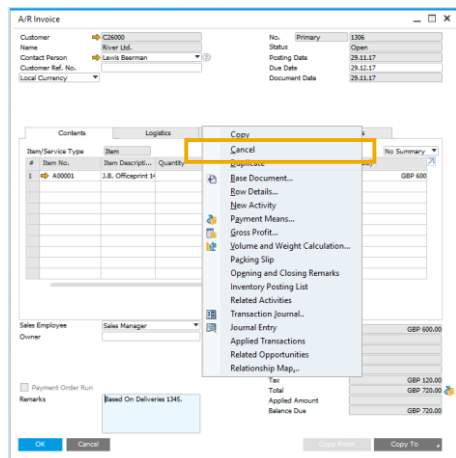 A/R Invoice
Customer C26000 No. Primary 1306
Name River Ltd. Status Open
Contact Person Lewis Beerman Posting Date 29.11.17
Customer Ref. No. Due Date 29.12.17
Local Currency Document Date 29.11.17
Contents Logistics
Item/Service Type Item No Summary
# Item No. Item Descripti... Quantity
1 A00001 J.B. Officeprint 14 GBP 600
Copy
Cancel
Duplicate
Base Document...
Row Details...
New Activity
Payment Means...
Gross Profit...
Volume and Weight Calculation...
Packing Slip
Opening and Closing Remarks
Inventory Posting List
Related Activities
Transaction Journal..
Journal Entry
Applied Transactions
Related Opportunities
Relationship Map...
Sales Employee Sales Manager GBP 600.00
Owner
Payment Order Run Tax GBP 120.00
Remarks Based On Deliveries 1345. Total GBP 720.00
Applied Amount
Balance Due GBP 720.00
OK Cancel Copy From Copy To